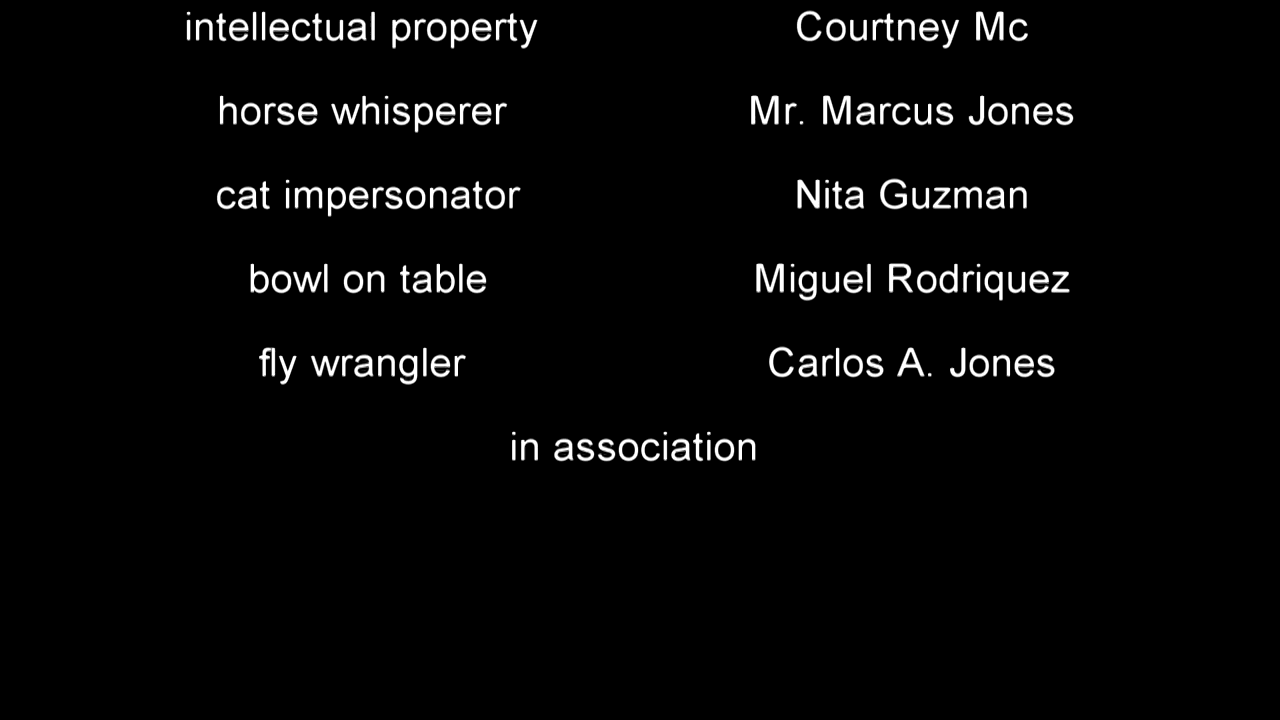 intellectual property Courtney Mc
horse whisperer Mr. Marcus Jones
cat impersonator Nita Guzman
bowl on table Miguel Rodriquez
fly wrangler Carlos A. Jones
in association